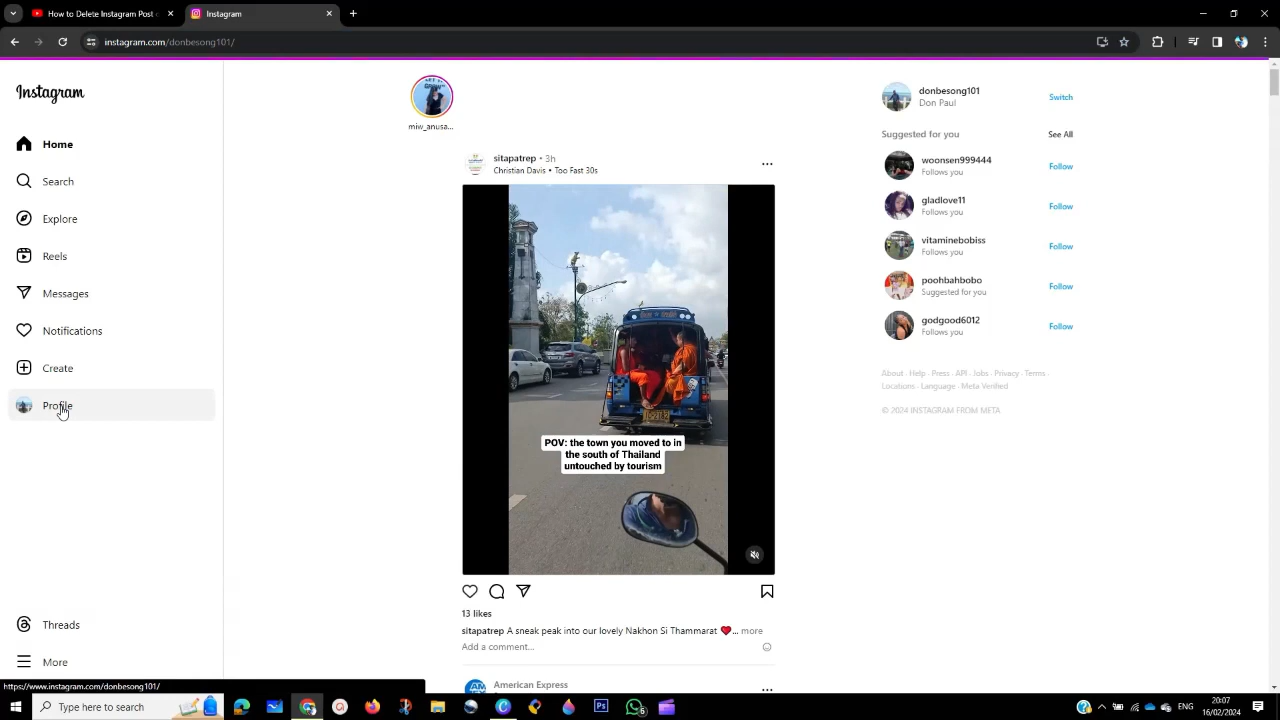 How to Delete Instagram Post
Instagram
instagram.com/donbesong101/
Instagram
Home
Search
Explore
Reels
Messages
Notifications
Create
Profile
Threads
More
https://www.instagram.com/donbesong101/
miw_anusa...
sitapatrep • 3h
Christian Davis • Too Fast 30s
POV: the town you moved to in
the south of Thailand
untouched by tourism
13 likes
sitapatrep A sneak peak into our lovely Nakhon Si Thammarat ❤️... more
Add a comment...
American Express
donbesong101
Don Paul
Switch
Suggested for you
See All
woonsen999444
Follows you
Follow
gladlove11
Follows you
Follow
vitaminebobiss
Follows you
Follow
poohbahbobo
Suggested for you
Follow
godgood6012
Follows you
Follow
About · Help · Press · API · Jobs · Privacy · Terms ·
Locations · Language · Meta Verified
© 2024 INSTAGRAM FROM META
Type here to search
Ps
ENG
20:07
16/02/2024